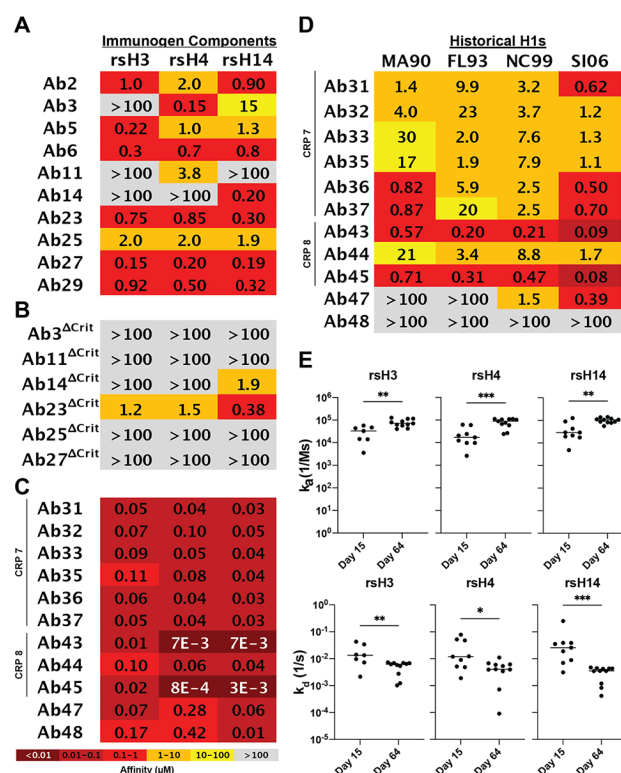 A
Immunogen Components
rsH3 rsH4 rsH14
Ab2 1.0 2.0 0.90
Ab3 >100 0.15 15
Ab5 0.22 1.0 1.3
Ab6 0.3 0.7 0.8
Ab11 >100 3.8 >100
Ab14 >100 >100 0.20
Ab23 0.75 0.85 0.30
Ab25 2.0 2.0 1.9
Ab27 0.15 0.20 0.19
Ab29 0.92 0.50 0.32
B
Ab3ΔCrit >100 >100 >100
Ab11ΔCrit >100 >100 >100
Ab14ΔCrit >100 >100 1.9
Ab23ΔCrit 1.2 1.5 0.38
Ab25ΔCrit >100 >100 >100
Ab27ΔCrit >100 >100 >100
C
CRP 7
Ab31 0.05 0.04 0.03
Ab32 0.07 0.10 0.05
Ab33 0.09 0.05 0.04
Ab35 0.11 0.08 0.04
Ab36 0.06 0.04 0.03
Ab37 0.05 0.04 0.03
CRP 8
Ab43 0.01 7E-3 7E-3
Ab44 0.10 0.06 0.04
Ab45 0.02 8E-4 3E-3
Ab47 0.07 0.28 0.06
Ab48 0.17 0.42 0.01
<0.01 0.01-0.1 0.1-1 1-10 10-100 >100
Affinity (μM)
D
Historical H1s
MA90 FL93 NC99 SI06
CRP 7
Ab31 1.4 9.9 3.2 0.62
Ab32 4.0 23 3.7 1.2
Ab33 30 2.0 7.6 1.3
Ab35 17 1.9 7.9 1.1
Ab36 0.82 5.9 2.5 0.50
Ab37 0.87 20 2.5 0.70
CRP 8
Ab43 0.57 0.20 0.21 0.09
Ab44 21 3.4 8.8 1.7
Ab45 0.71 0.31 0.47 0.08
Ab47 >100 >100 1.5 0.39
Ab48 >100 >100 >100 >100
E
rsH3 rsH4 rsH14
** *** **
10⁶
10⁵
10⁴
10³
10²
10¹
10⁰
kₐ(1/Ms)
Day 15 Day 64 Day 15 Day 64 Day 15 Day 64
rsH3 rsH4 rsH14
** * ***
10⁰
10⁻¹
10⁻²
10⁻³
10⁻⁴
10⁻⁵
k_d (1/s)
Day 15 Day 64 Day 15 Day 64 Day 15 Day 64